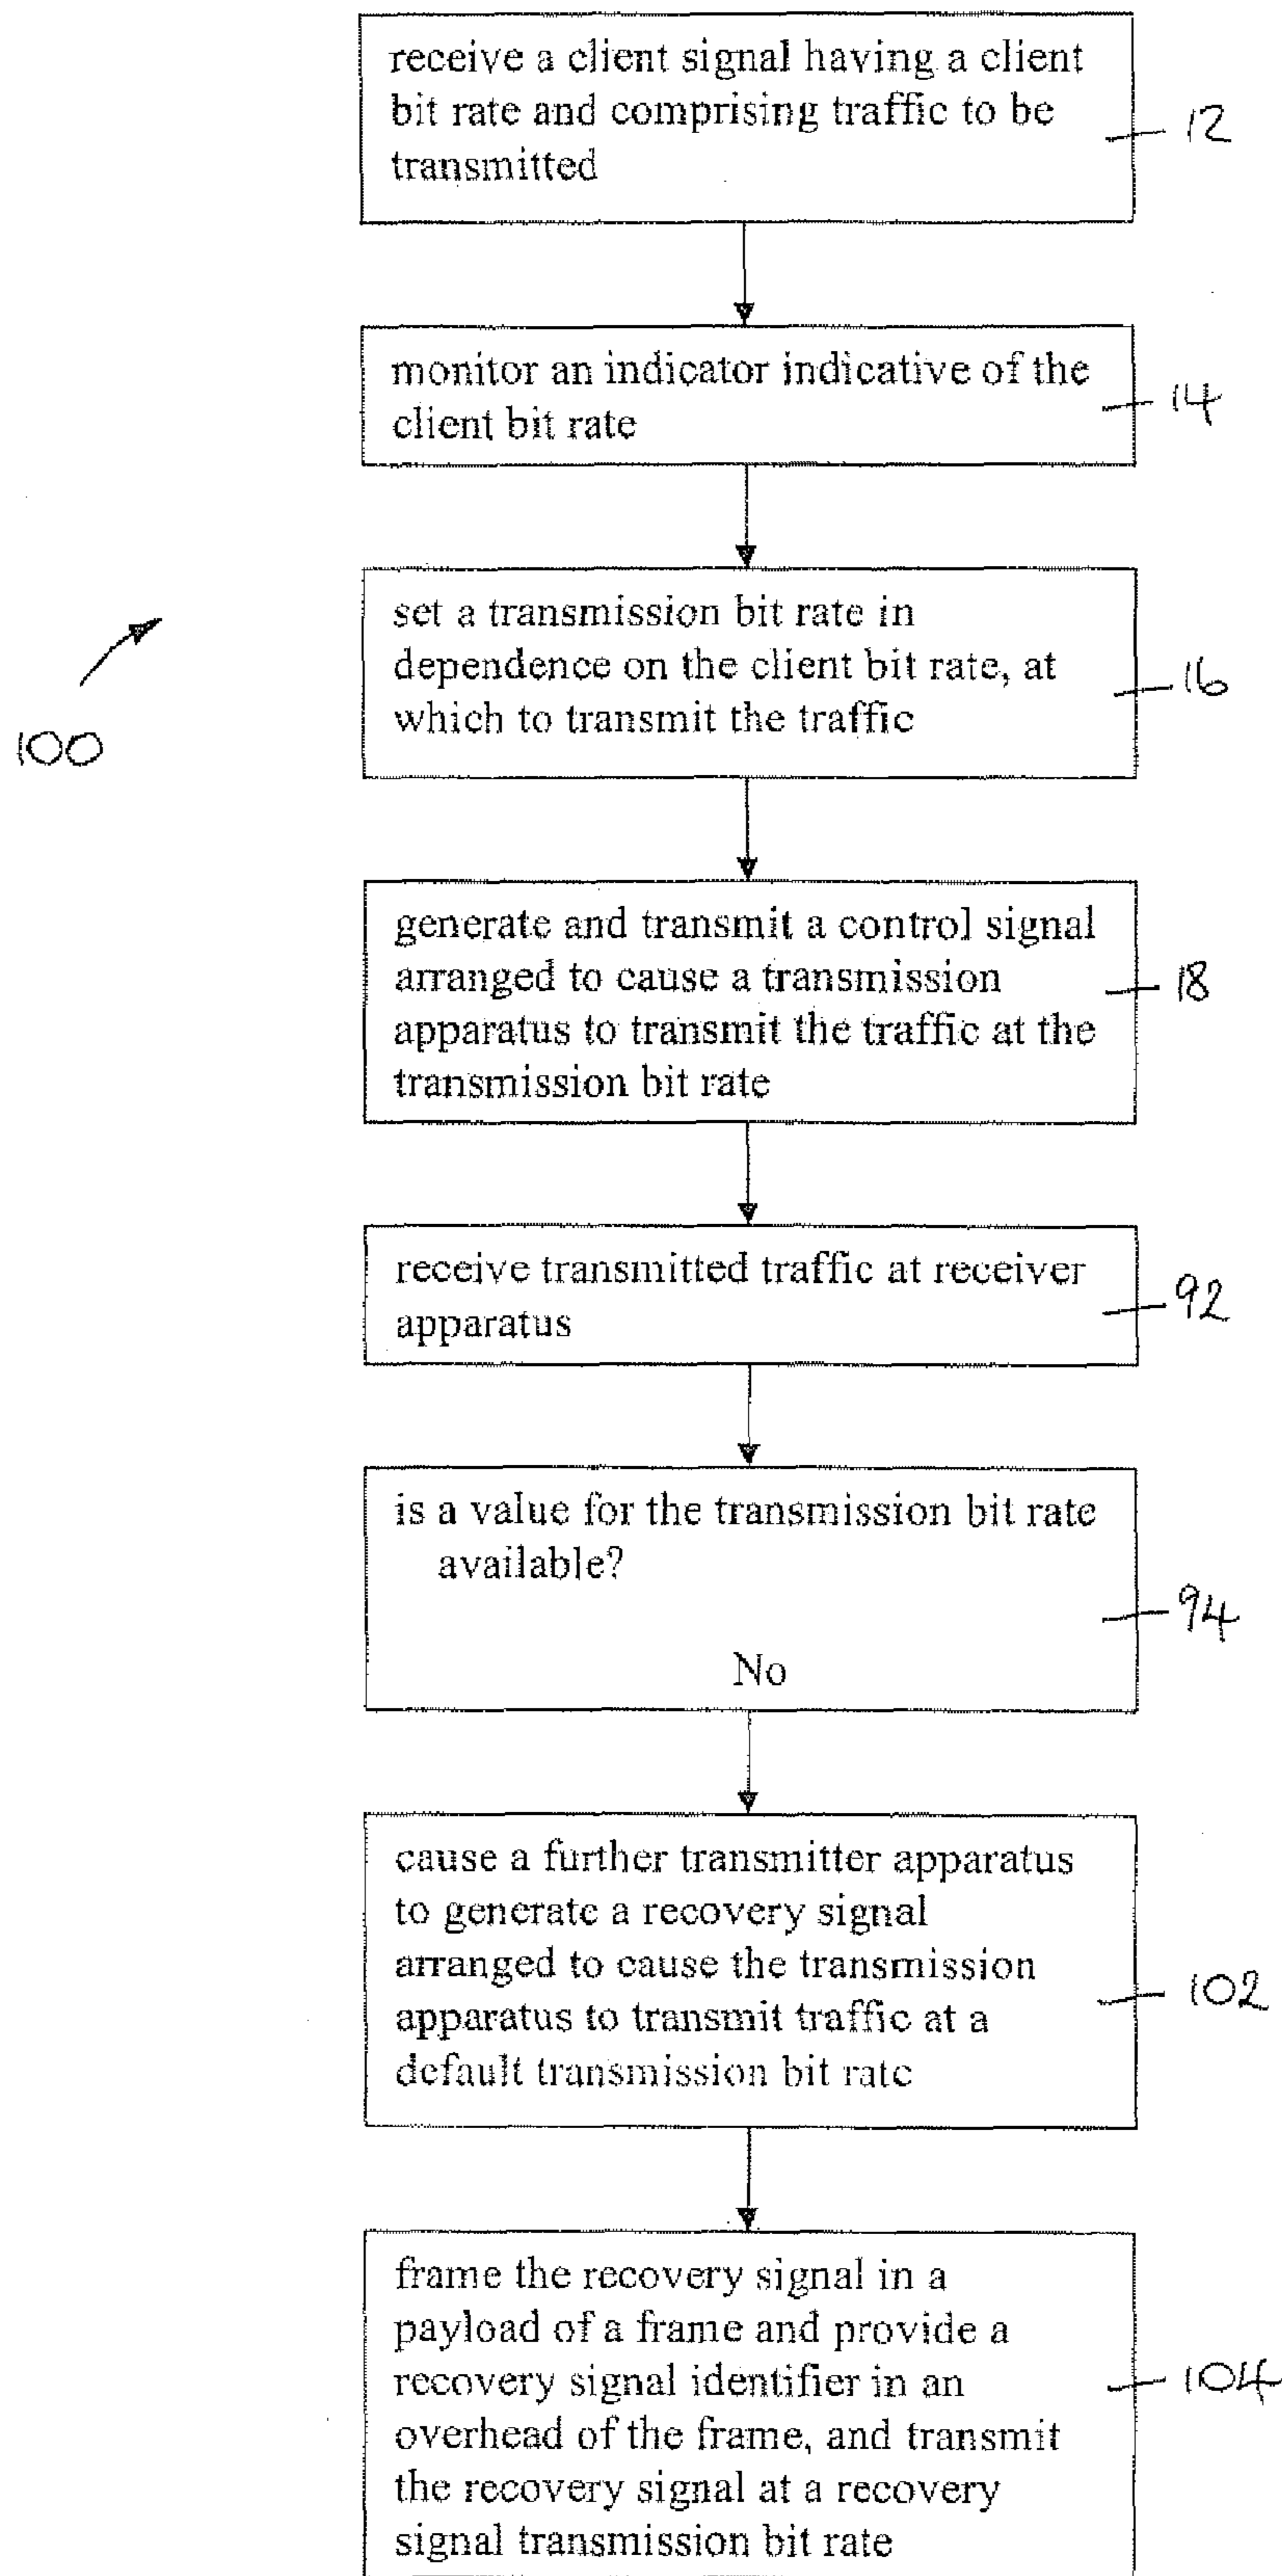 receive a client signal having a client
bit rate and comprising traffic to be
transmitted
12
monitor an indicator indicative of the
client bit rate
14
set a transmission bit rate in
dependence on the client bit rate, at
which to transmit the traffic
16
100
generate and transmit a control signal
arranged to cause a transmission
apparatus to transmit the traffic at the
transmission bit rate
18
receive transmitted traffic at receiver
apparatus
92
is a value for the transmission bit rate
available?
94
No
cause a further transmitter apparatus
to generate a recovery signal
arranged to cause the transmission
apparatus to transmit traffic at a
default transmission bit rate
102
frame the recovery signal in a
payload of a frame and provide a
recovery signal identifier in an
overhead of the frame, and transmit
the recovery signal at a recovery
signal transmission bit rate
104